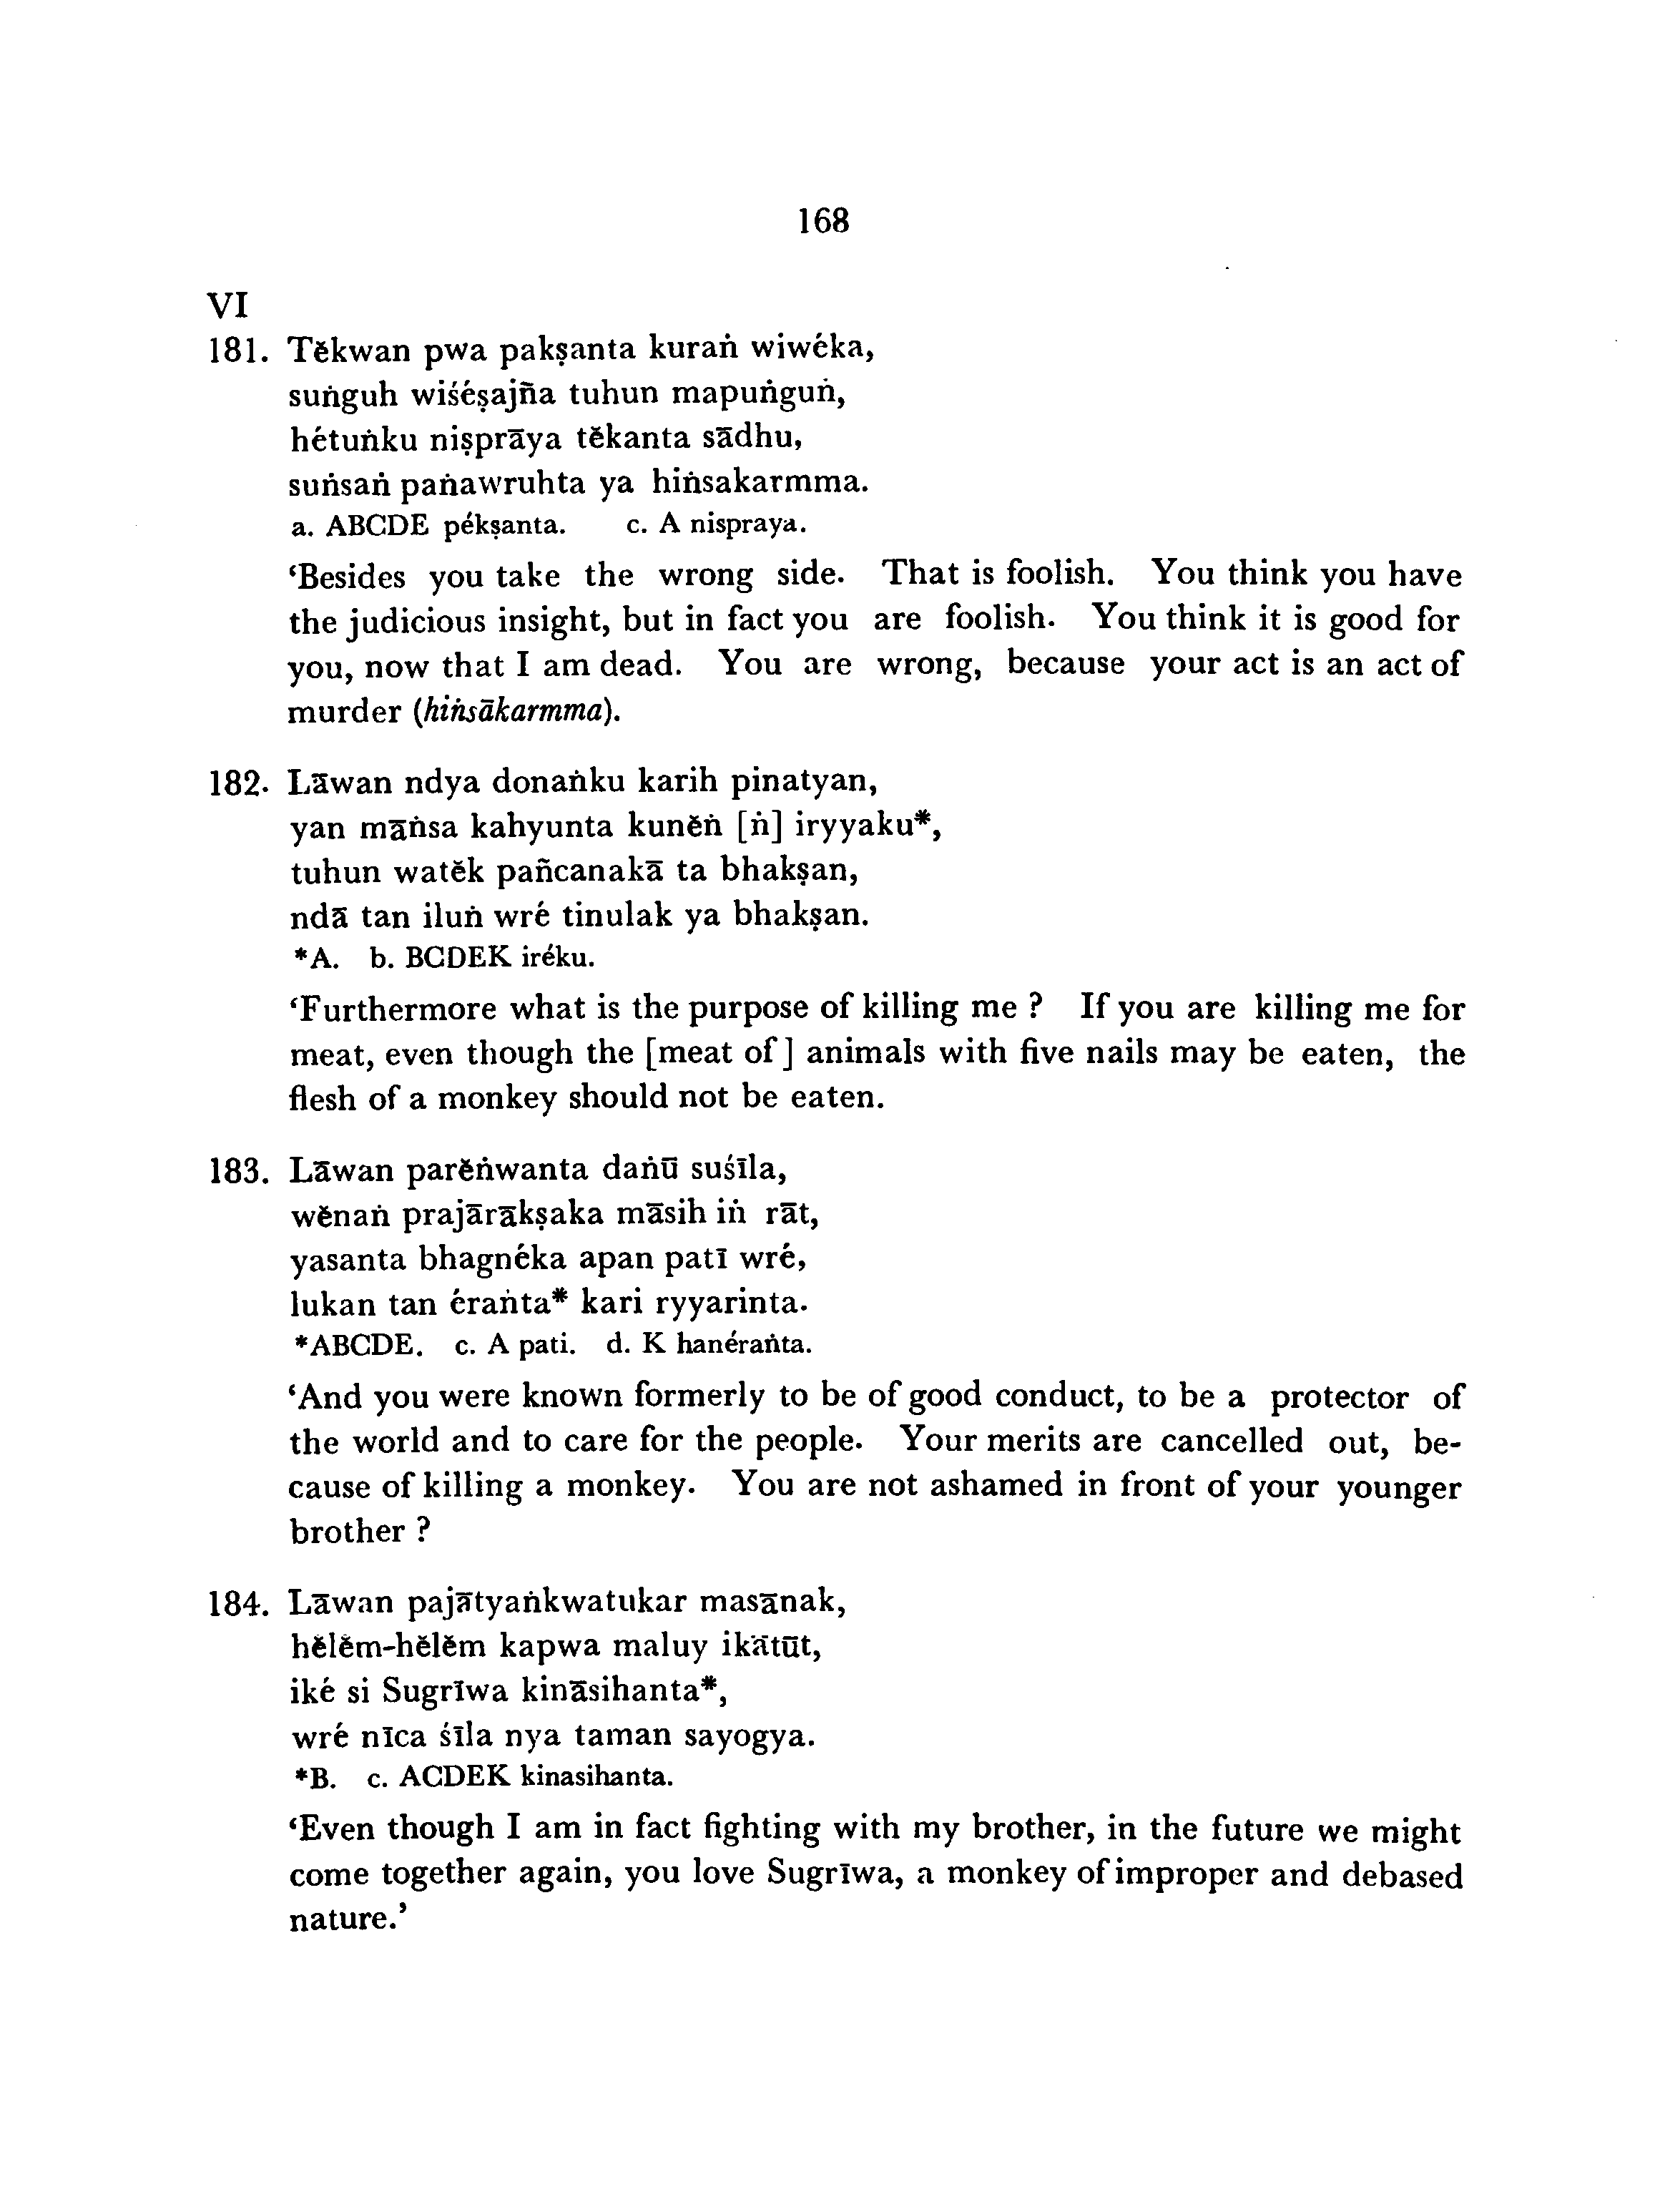 168
VI
181. Tĕkwan pwa pakṣanta kuraṅ wiwéka,
suṅguh wiśéṣajña tuhun mapuṅguṅ,
hétuṅku niṣprāya tĕkanta sādhu,
suṅsaṅ paṅawruhta ya hiṅsakarmma.
a. ABCDE pékṣanta. c. A nispraya.
‘Besides you take the wrong side. That is foolish. You think you have
the judicious insight, but in fact you are foolish. You think it is good for
you, now that I am dead. You are wrong, because your act is an act of
murder (hiṅsākarmma).
182. Lāwan ndya donaṅku karih pinatyan,
yan māṅsa kahyunta kunĕṅ [ṅ] iryyaku*,
tuhun watĕk pañcanakā ta bhakṣan,
ndā tan iluṅ wré tinulak ya bhakṣan.
*A. b. BCDEK iréku.
‘Furthermore what is the purpose of killing me ? If you are killing me for
meat, even though the [meat of] animals with five nails may be eaten, the
flesh of a monkey should not be eaten.
183. Lāwan parĕṅwanta daṅū suśīla,
wĕnaṅ prajārākṣaka māsih iṅ rāt,
yasanta bhagnéka apan patī wré,
lukan tan éraṅta* kari ryyarinta.
*ABCDE. c. A pati. d. K hanéraṅta.
‘And you were known formerly to be of good conduct, to be a protector of
the world and to care for the people. Your merits are cancelled out, be-
cause of killing a monkey. You are not ashamed in front of your younger
brother ?
184. Lāwan pajātyaṅkwatukar masānak,
hĕlĕm-hĕlĕm kapwa maluy ikātūt,
iké si Sugrīwa kināsihanta*,
wré nīca śīla nya taman sayogya.
*B. c. ACDEK kinasihanta.
‘Even though I am in fact fighting with my brother, in the future we might
come together again, you love Sugrīwa, a monkey of improper and debased
nature.’